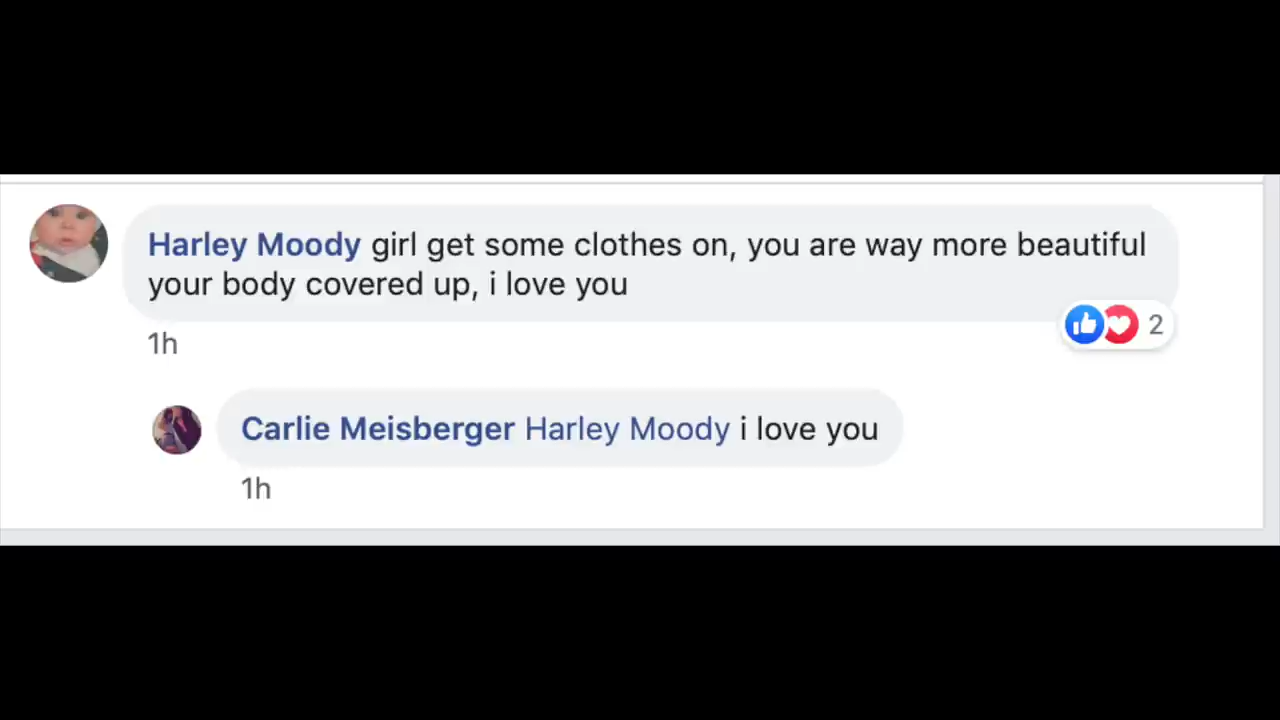 Harley Moody girl get some clothes on, you are way more beautiful
your body covered up, i love you
2
1h
Carlie Meisberger Harley Moody i love you
1h